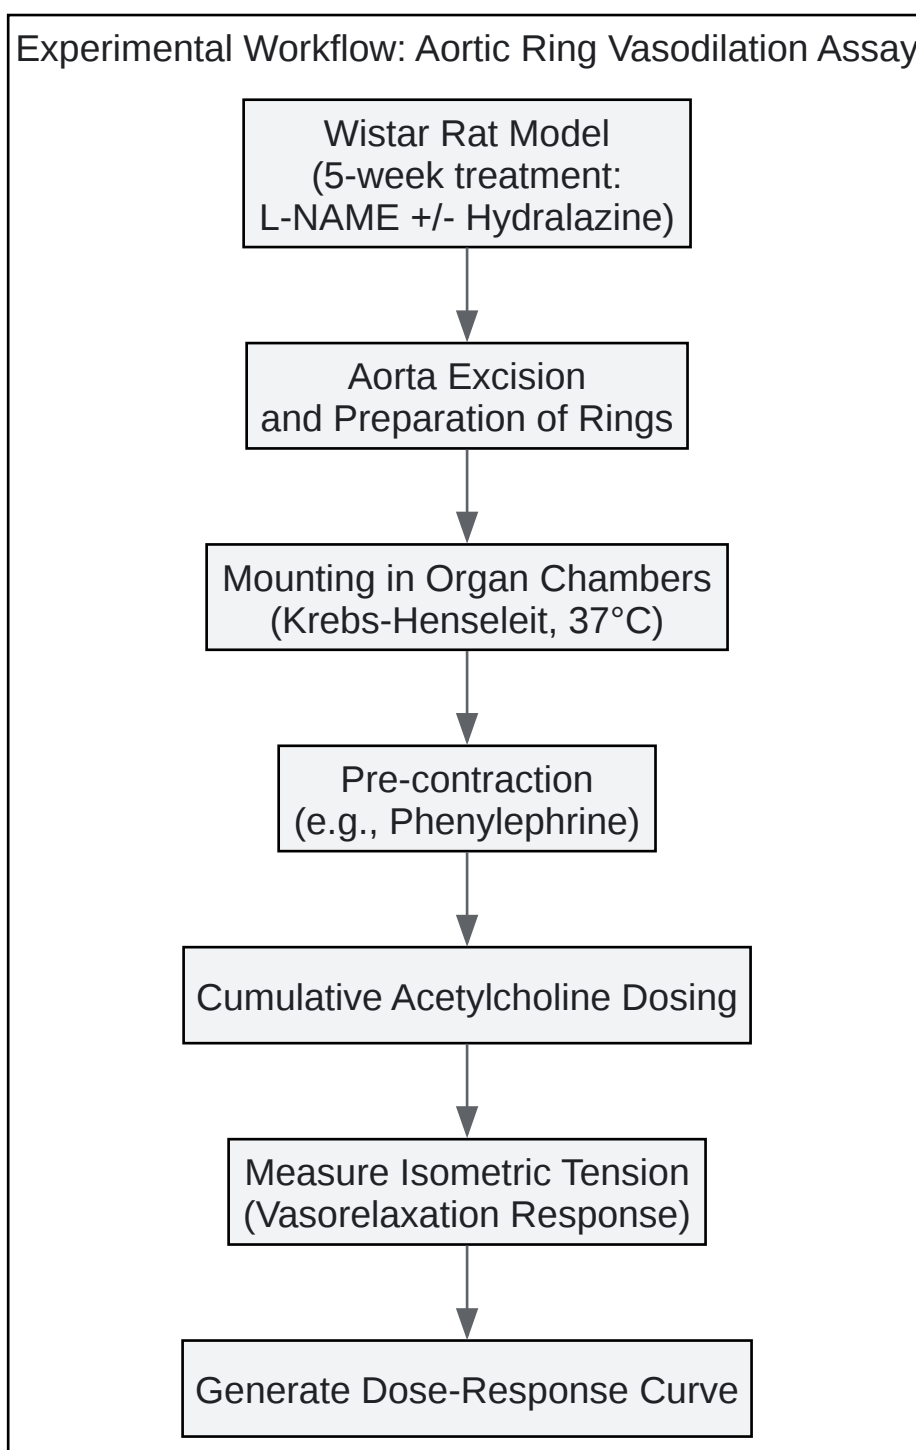 Experimental Workflow: Aortic Ring Vasodilation Assay
Wistar Rat Model
(5-week treatment:
L-NAME +/- Hydralazine)
Aorta Excision
and Preparation of Rings
Mounting in Organ Chambers
(Krebs-Henseleit, 37°C)
Pre-contraction
(e.g., Phenylephrine)
Cumulative Acetylcholine Dosing
Measure Isometric Tension
(Vasorelaxation Response)
Generate Dose-Response Curve